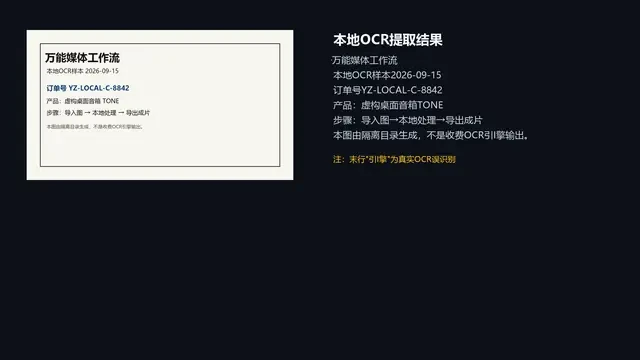 万能媒体工作流
本地OCR样本 2026-09-15
订单号 YZ-LOCAL-C-8842
产品：虚构桌面音箱 TONE
步骤：导入图 → 本地处理 → 导出成片
本图由隔离目录生成，不是收费OCR引擎输出。
本地OCR提取结果
万能媒体工作流
本地OCR样本2026-09-15
订单号YZ-LOCAL-C-8842
产品：虚构桌面音箱TONE
步骤：导入图→本地处理→导出成片
本图由隔离目录生成，不是收费OCR引I擎输出。
注：末行"引I擎"为真实OCR误识别